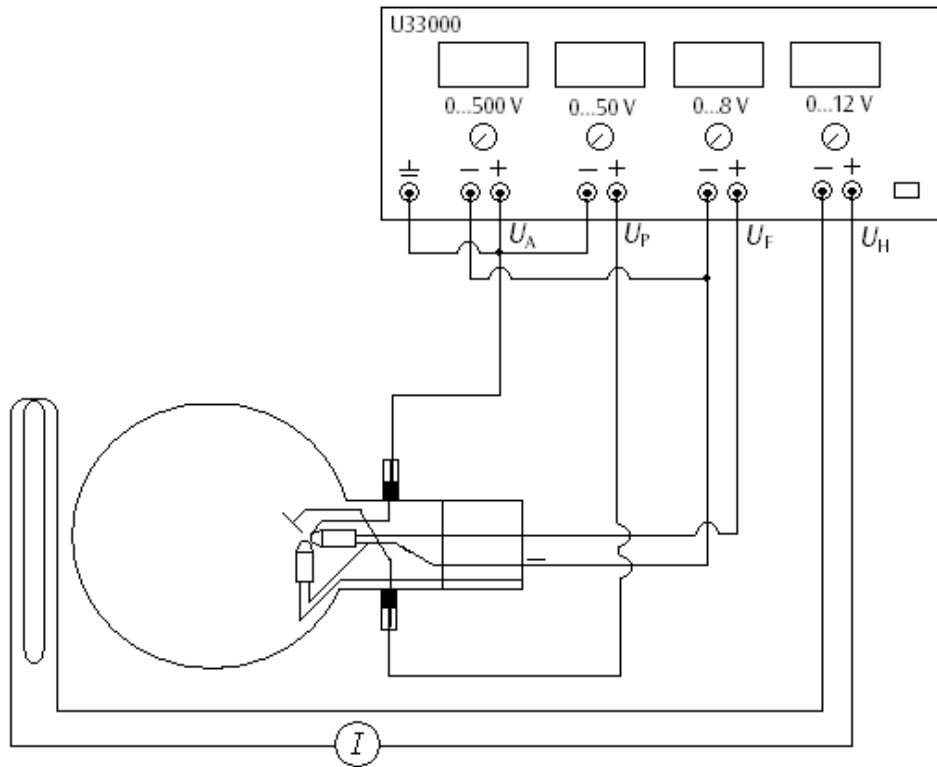 U33000
0...500 V 0...50 V 0...8 V 0...12 V
− + − + − + − +
U_A U_P U_F U_H
−
I